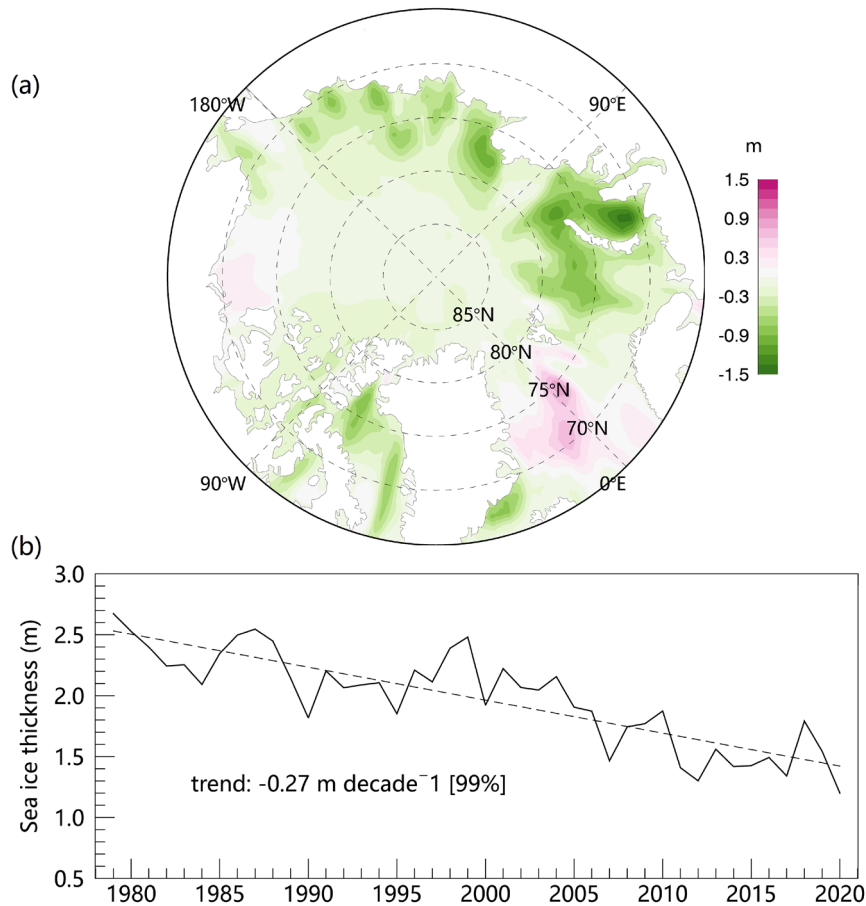 (a)
180°W
90°E
m
1.5
0.9
0.3
-0.3
-0.9
-1.5
85°N
80°N
75°N
70°N
90°W
0°E
(b)
3.0
2.5
2.0
1.5
1.0
0.5
Sea ice thickness (m)
trend: -0.27 m decade⁻1 [99%]
1980 1985 1990 1995 2000 2005 2010 2015 2020